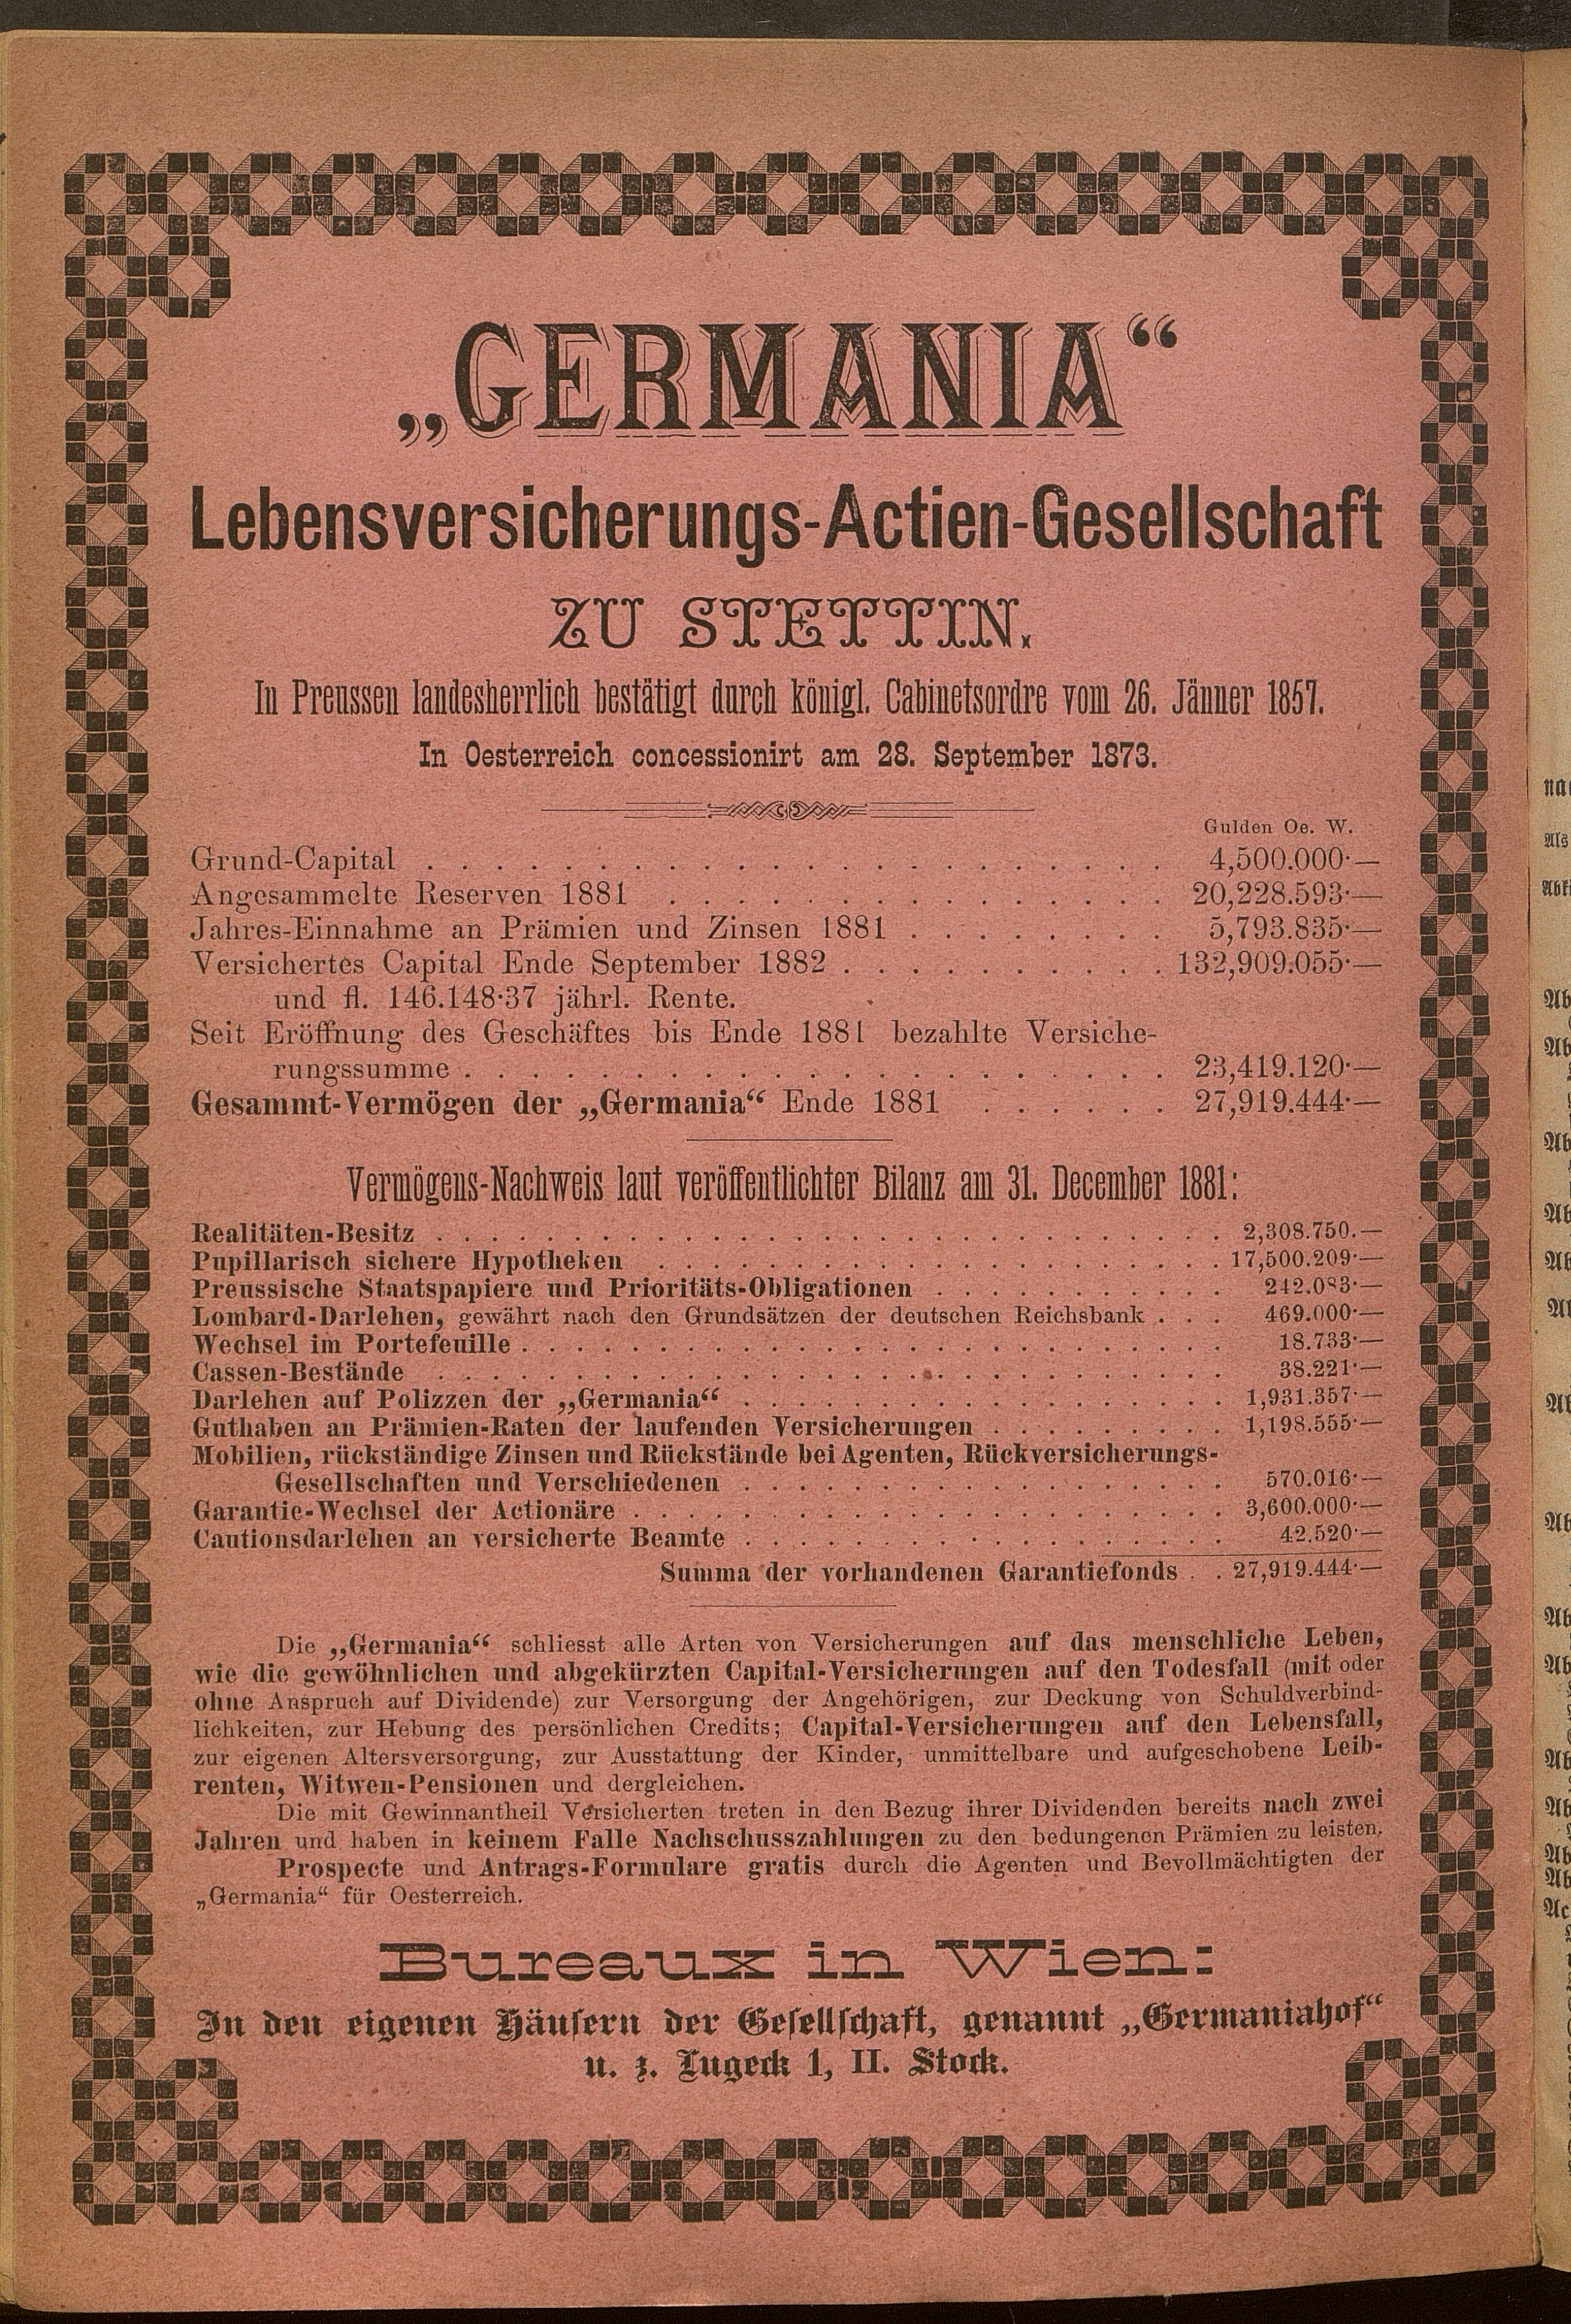 „GERMANIA“
Lebensversicherungs-Actien-Gesellschaft
ZU STETTIN.
In Preussen landesherrlich bestätigt durch königl. Cabinetsordre vom 26. Jänner 1857.
In Oesterreich concessionirt am 28. September 1873.
Gulden Oe. W.
Grund-Capital . . . . . . . . . . . . . . . . . . . . . . 4,500.000·—
Angesammelte Reserven 1881 . . . . . . . . . . . . . . . 20,228.593·—
Jahres-Einnahme an Prämien und Zinsen 1881 . . . . . . . . 5,793.835·—
Versichertes Capital Ende September 1882 . . . . . . . . . . 132,909.055·—
und fl. 146.148·37 jährl. Rente.
Seit Eröffnung des Geschäftes bis Ende 1881 bezahlte Versiche-
rungssumme . . . . . . . . . . . . . . . . . . . . . 23,419.120·—
Gesammt-Vermögen der „Germania“ Ende 1881 . . . . . . 27,919.444·—
Vermögens-Nachweis laut veröffentlichter Bilanz am 31. December 1881:
Realitäten-Besitz . . . . . . . . . . . . . . . . . . . . . . . . . . . . . 2,308.750.—
Pupillarisch sichere Hypotheken . . . . . . . . . . . . . . . . . . . . . 17,500.209·—
Preussische Staatspapiere und Prioritäts-Obligationen . . . . . . . . . . . 242.083·—
Lombard-Darlehen, gewährt nach den Grundsätzen der deutschen Reichsbank . . . 469.000·—
Wechsel im Portefeuille . . . . . . . . . . . . . . . . . . . . . . . . . . 18.733·—
Cassen-Bestände . . . . . . . . . . . . . . . . . . . . . . . . . . . . . 38.221·—
Darlehen auf Polizzen der „Germania“ . . . . . . . . . . . . . . . . . . 1,931.357·—
Guthaben an Prämien-Raten der laufenden Versicherungen . . . . . . . . . 1,198.555·—
Mobilien, rückständige Zinsen und Rückstände bei Agenten, Rückversicherungs-
Gesellschaften und Verschiedenen . . . . . . . . . . . . . . . . . . 570.016·—
Garantie-Wechsel der Actionäre . . . . . . . . . . . . . . . . . . . . . . 3,600.000·—
Cautionsdarlehen an versicherte Beamte . . . . . . . . . . . . . . . . . . 42.520·—
Summa der vorhandenen Garantiefonds . . 27,919.444·—
Die „Germania“ schliesst alle Arten von Versicherungen auf das menschliche Leben,
wie die gewöhnlichen und abgekürzten Capital-Versicherungen auf den Todesfall (mit oder
ohne Anspruch auf Dividende) zur Versorgung der Angehörigen, zur Deckung von Schuldverbind-
lichkeiten, zur Hebung des persönlichen Credits; Capital-Versicherungen auf den Lebensfall,
zur eigenen Altersversorgung, zur Ausstattung der Kinder, unmittelbare und aufgeschobene Leib-
renten, Witwen-Pensionen und dergleichen.
Die mit Gewinnantheil Versicherten treten in den Bezug ihrer Dividenden bereits nach zwei
Jahren und haben in keinem Falle Nachschusszahlungen zu den bedungenen Prämien zu leisten.
Prospecte und Antrags-Formulare gratis durch die Agenten und Bevollmächtigten der
„Germania“ für Oesterreich.
Bureaux in Wien:
In den eigenen Häusern der Gesellschaft, genannt „Germaniahof“
u. z. Lugeck 1, II. Stock.